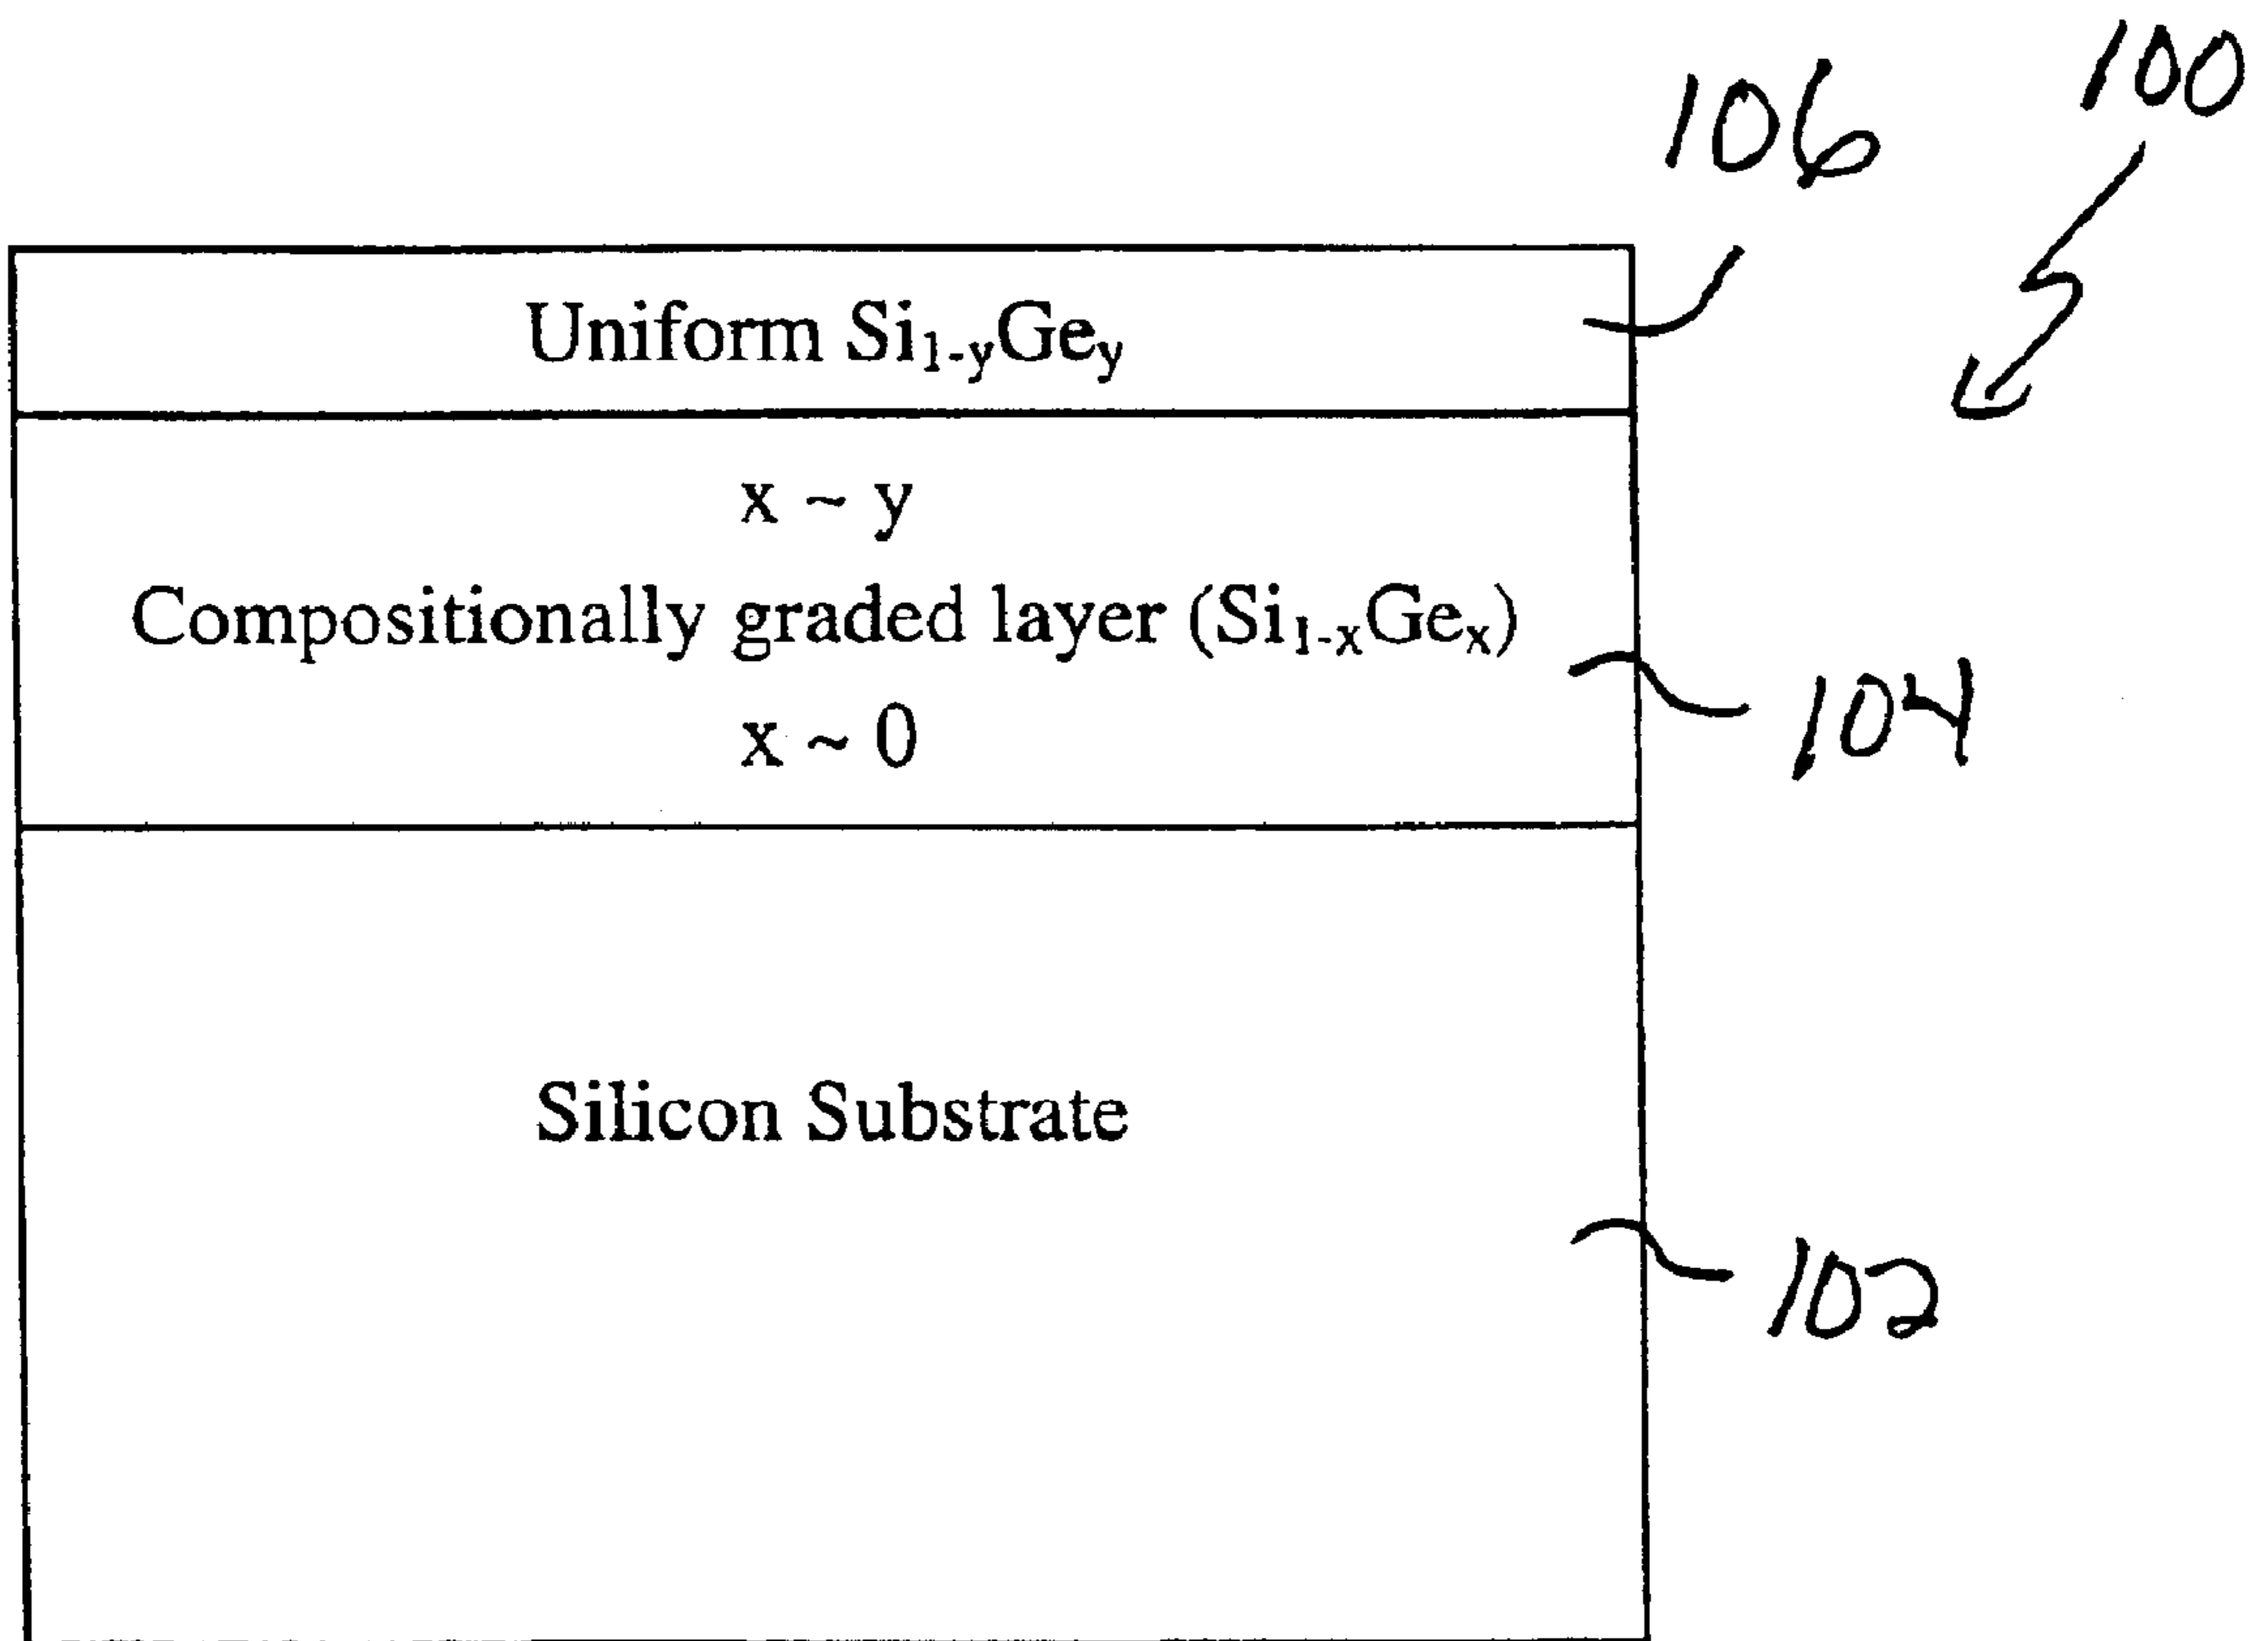 100
106
Uniform Si₁₋yGey
x ~ y
Compositionally graded layer (Si₁₋ₓGeₓ)
104
x ~ 0
Silicon Substrate
102